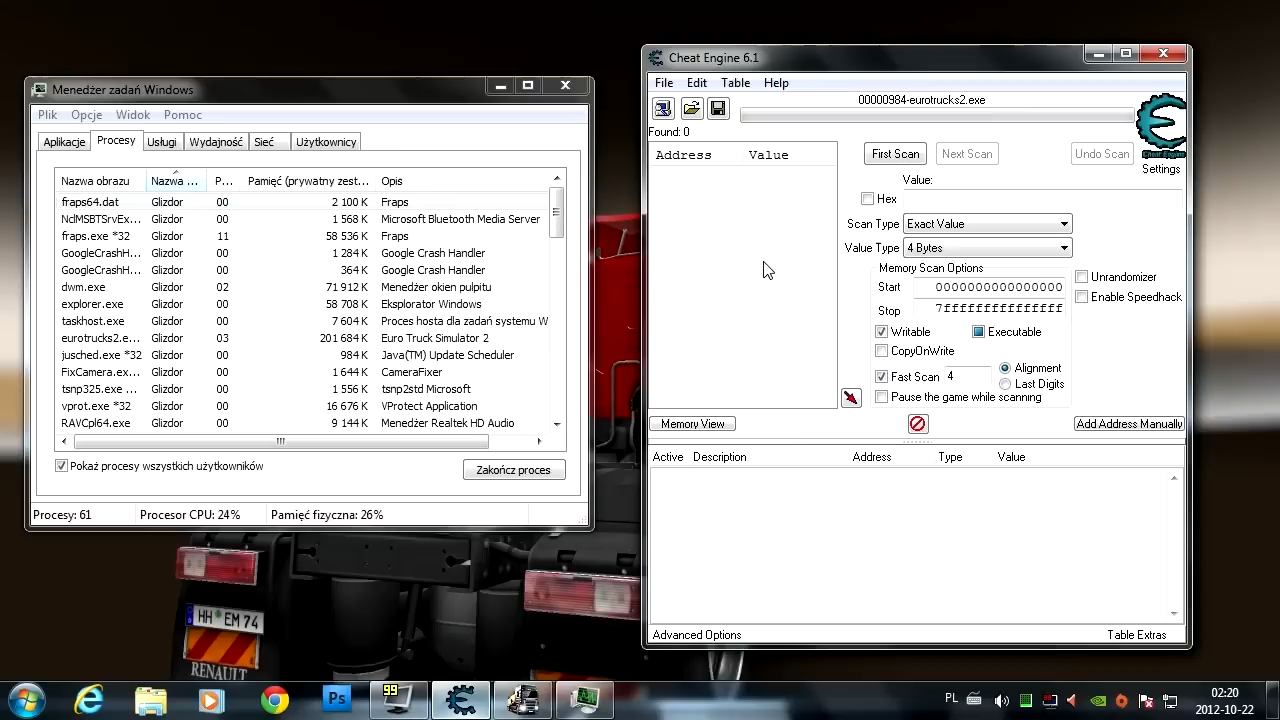 Menedżer zadań Windows
Plik Opcje Widok Pomoc
Aplikacje Procesy Usługi Wydajność Sieć Użytkownicy
Nazwa obrazu Nazwa ... P... Pamięć (prywatny zest... Opis
fraps64.dat Glizdor 00 2 100 K Fraps
NclMSBTSrvEx... Glizdor 00 1 568 K Microsoft Bluetooth Media Server
fraps.exe *32 Glizdor 11 58 536 K Fraps
GoogleCrashH... Glizdor 00 1 284 K Google Crash Handler
GoogleCrashH... Glizdor 00 364 K Google Crash Handler
dwm.exe Glizdor 02 71 912 K Menedżer okien pulpitu
explorer.exe Glizdor 00 58 708 K Eksplorator Windows
taskhost.exe Glizdor 00 7 604 K Proces hosta dla zadań systemu W
eurotrucks2.e... Glizdor 03 201 684 K Euro Truck Simulator 2
jusched.exe *32 Glizdor 00 984 K Java(TM) Update Scheduler
FixCamera.ex... Glizdor 00 1 644 K CameraFixer
tsnp325.exe ... Glizdor 00 1 556 K tsnp2std Microsoft
vprot.exe *32 Glizdor 00 16 676 K VProtect Application
RAVCpl64.exe Glizdor 00 9 144 K Menedżer Realtek HD Audio
Pokaż procesy wszystkich użytkowników
Zakończ proces
Procesy: 61 Procesor CPU: 24% Pamięć fizyczna: 26%
Cheat Engine 6.1
File Edit Table Help
00000984-eurotrucks2.exe
Found: 0
Address Value
First Scan Next Scan Undo Scan
Cheat Engine
Settings
Value:
Hex
Scan Type Exact Value
Value Type 4 Bytes
Memory Scan Options
Start 0000000000000000
Stop 7fffffffffffffff
Unrandomizer
Enable Speedhack
Writable Executable
CopyOnWrite
Fast Scan 4 Alignment
Last Digits
Pause the game while scanning
Memory View Add Address Manually
Active Description Address Type Value
Advanced Options Table Extras
HH EM 74
RENAULT
Ps
99
PL
02:20
2012-10-22